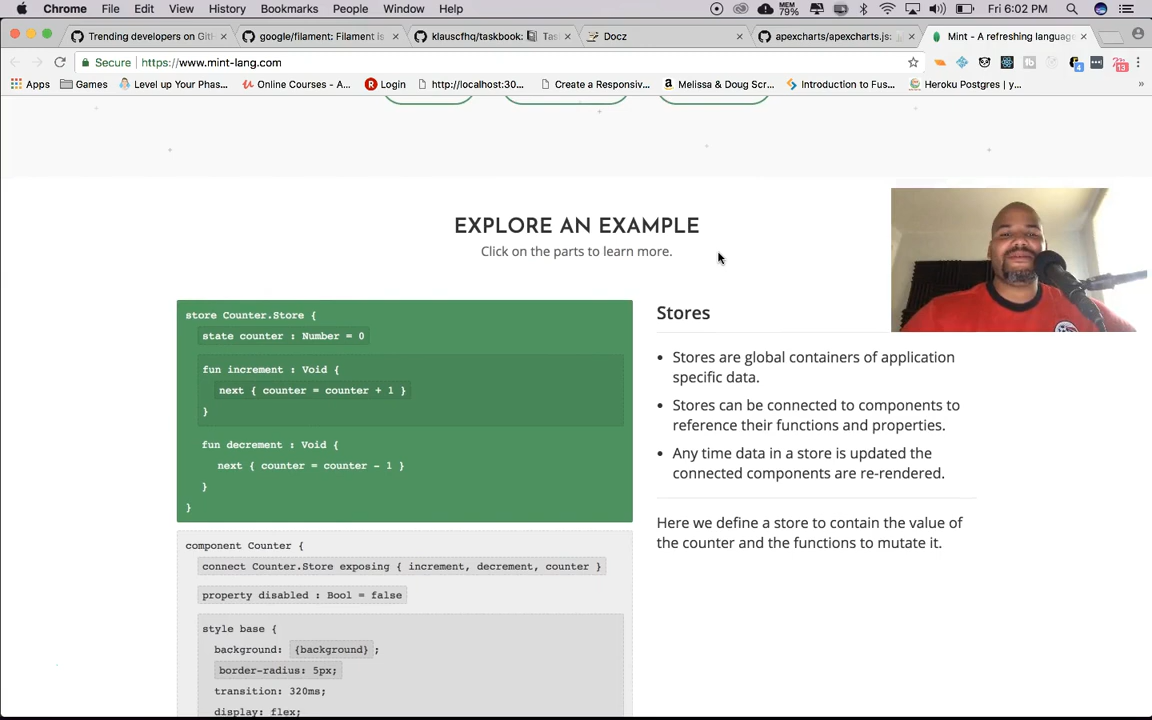 Chrome File Edit View History Bookmarks People Window Help
MEM 79% Fri 6:02 PM
Trending developers on Git
google/filament: Filament is
klauscfhq/taskbook: Tas
Docz
apexcharts/apexcharts.js:
Mint - A refreshing language
Secure https://www.mint-lang.com
4
13
Apps
Games
Level up Your Phas...
Online Courses - A...
Login
http://localhost:30...
Create a Responsiv...
Melissa & Doug Scr...
Introduction to Fus...
Heroku Postgres | y...
»
EXPLORE AN EXAMPLE
Click on the parts to learn more.
store Counter.Store {
state counter : Number = 0
fun increment : Void {
next { counter = counter + 1 }
}
fun decrement : Void {
next { counter = counter - 1 }
}
}
component Counter {
connect Counter.Store exposing { increment, decrement, counter }
property disabled : Bool = false
style base {
background: {background} ;
border-radius: 5px;
transition: 320ms;
display: flex;
Stores
• Stores are global containers of application
specific data.
• Stores can be connected to components to
reference their functions and properties.
• Any time data in a store is updated the
connected components are re-rendered.
Here we define a store to contain the value of
the counter and the functions to mutate it.